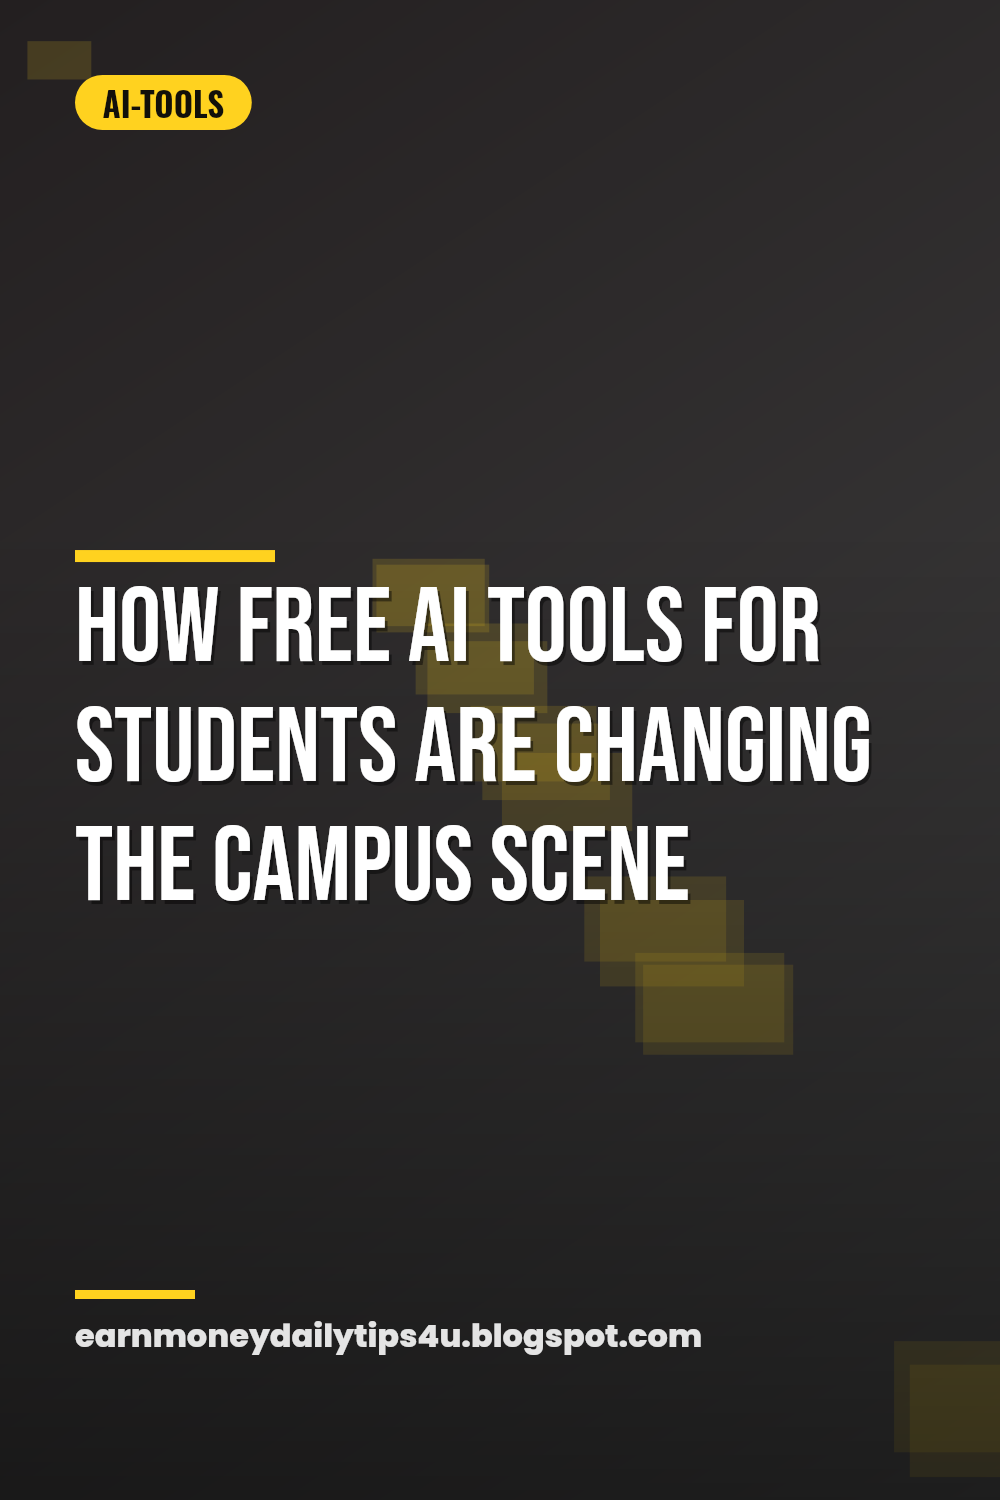 AI-TOOLS
HOW FREE AI TOOLS FOR
STUDENTS ARE CHANGING
THE CAMPUS SCENE
earnmoneydailytips4u.blogspot.com